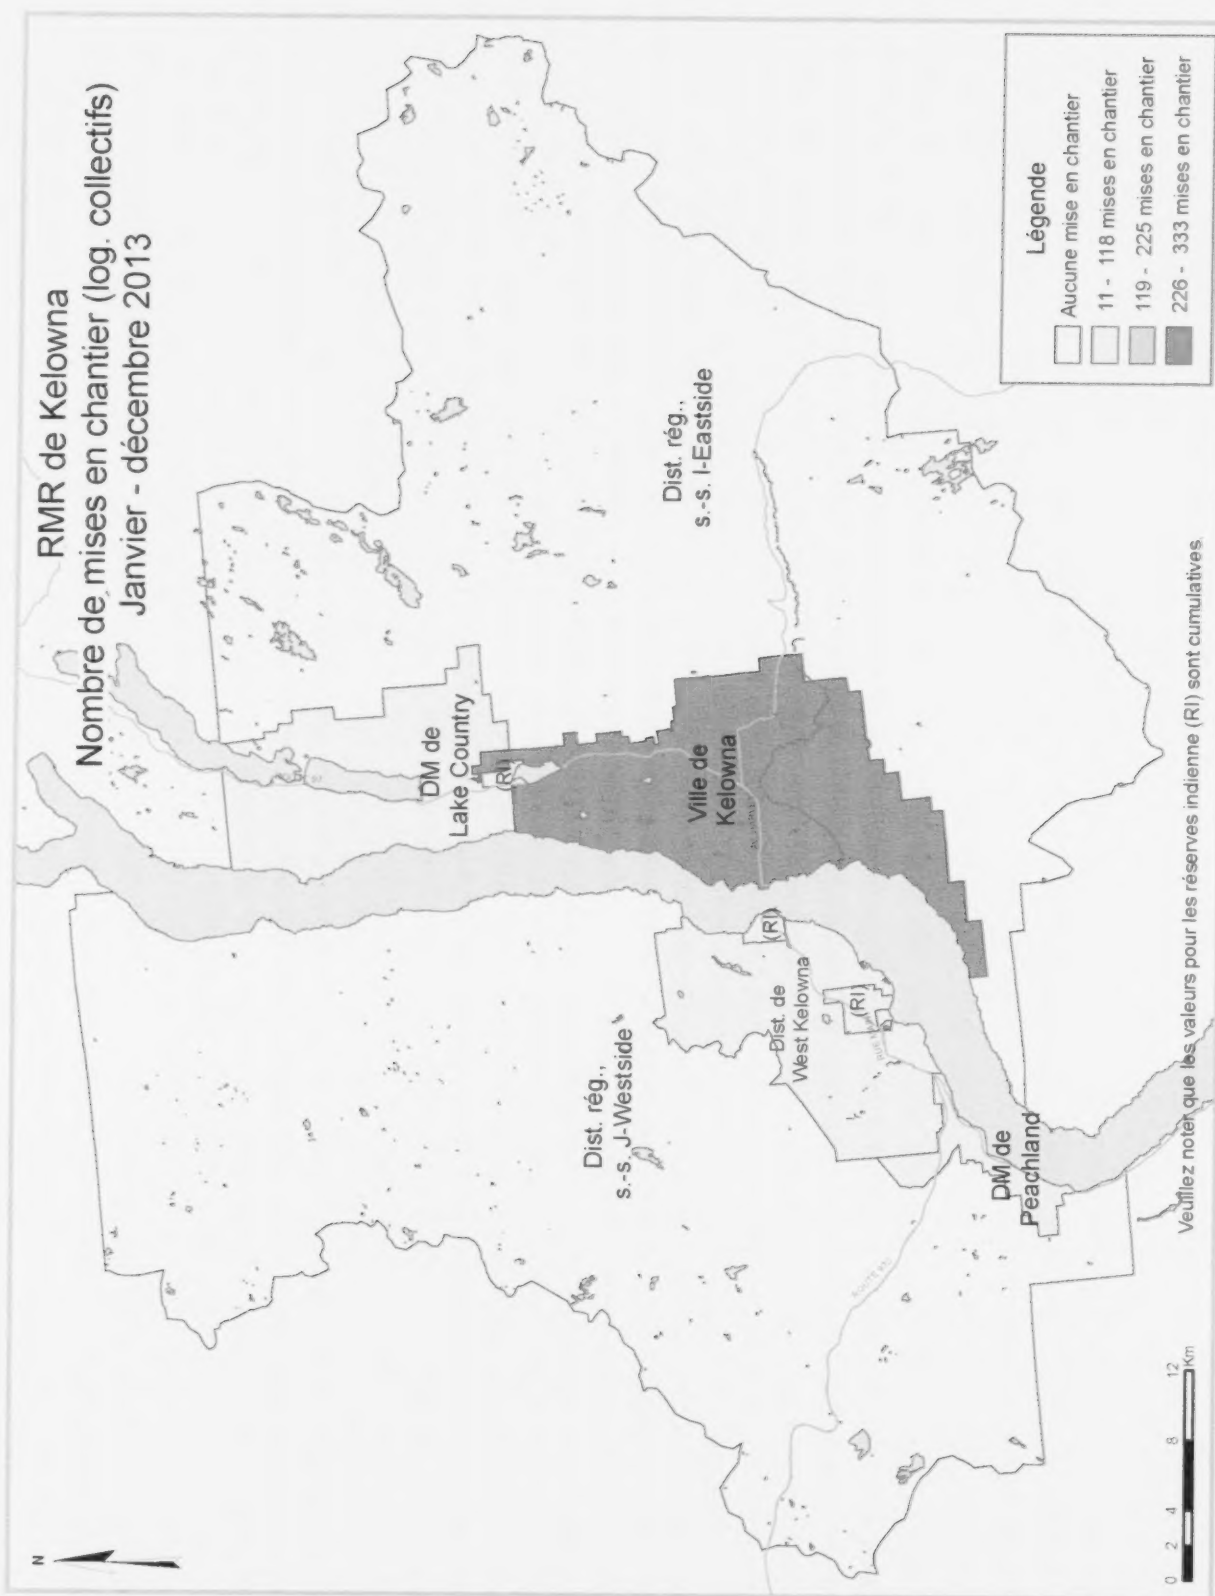 RMR de Kelowna
Nombre de mises en chantier (log. collectifs)
Janvier - décembre 2013
N
DM de
Lake Country
(RI)
Ville de
Kelowna
Dist. rég.,
s.-s. I-Eastside
Dist. rég.,
s.-s. J-Westside
(RI)
Dist. de
West Kelowna
(RI)
DM de
Peachland
ROUTE
Légende
Aucune mise en chantier
11 - 118 mises en chantier
119 - 225 mises en chantier
226 - 333 mises en chantier
0 2 4 8 12
Km
Veuillez noter que les valeurs pour les réserves indienne (RI) sont cumulatives.